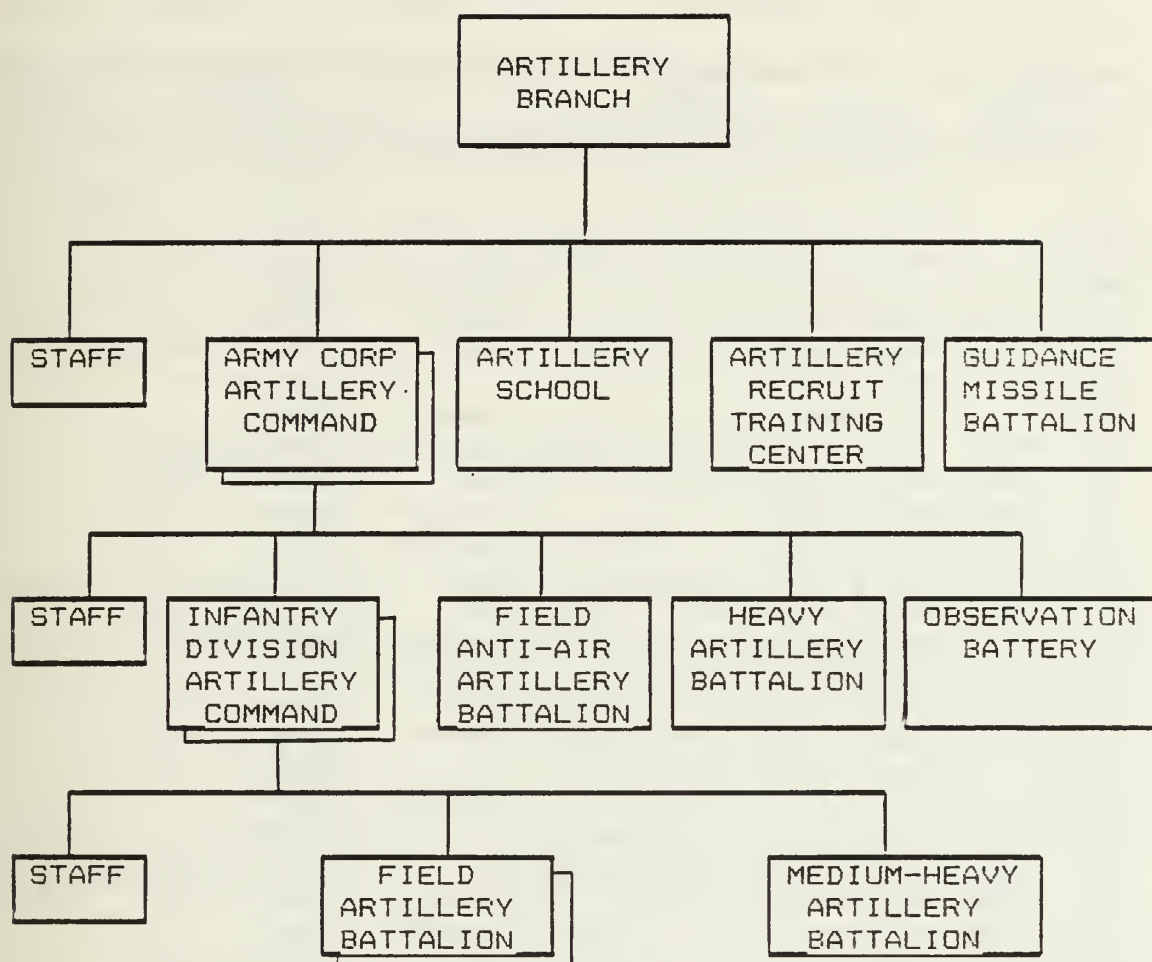 ARTILLERY
BRANCH
STAFF
ARMY CORP
ARTILLERY
COMMAND
ARTILLERY
SCHOOL
ARTILLERY
RECRUIT
TRAINING
CENTER
GUIDANCE
MISSILE
BATTALION
STAFF
INFANTRY
DIVISION
ARTILLERY
COMMAND
FIELD
ANTI-AIR
ARTILLERY
BATTALION
HEAVY
ARTILLERY
BATTALION
OBSERVATION
BATTERY
STAFF
FIELD
ARTILLERY
BATTALION
MEDIUM-HEAVY
ARTILLERY
BATTALION